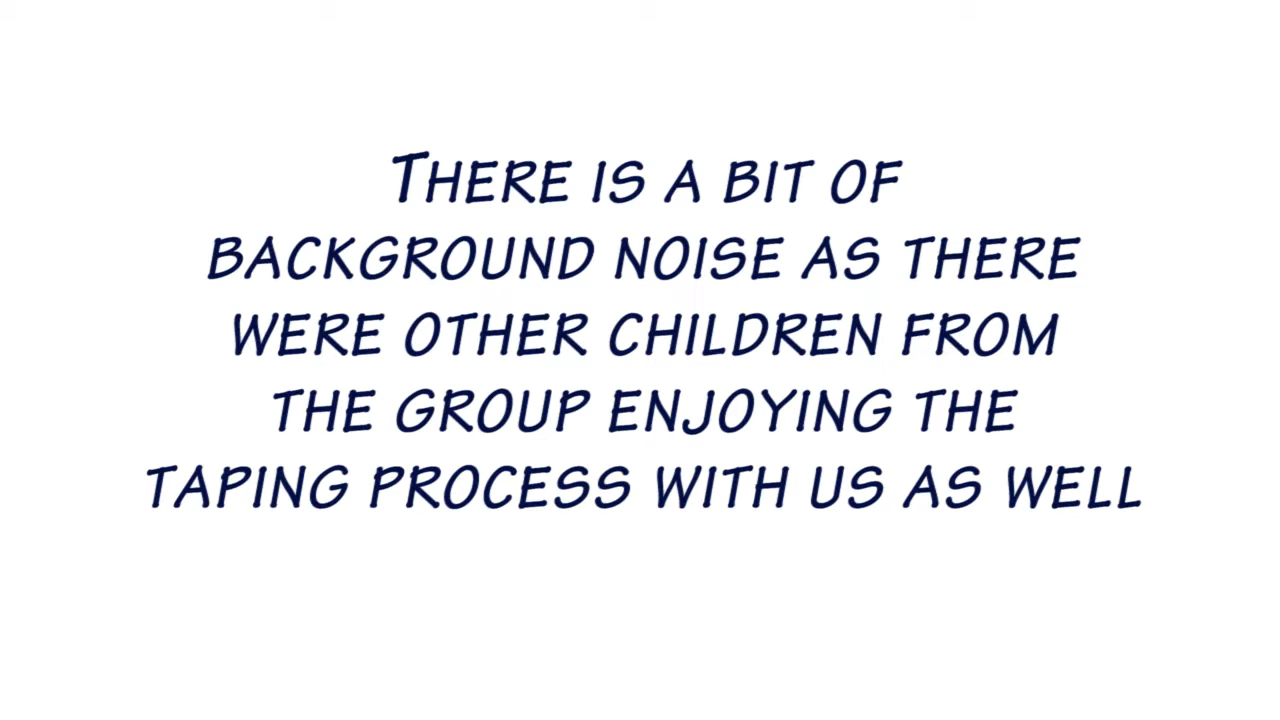 THERE IS A BIT OF
BACKGROUND NOISE AS THERE
WERE OTHER CHILDREN FROM
THE GROUP ENJOYING THE
TAPING PROCESS WITH US AS WELL